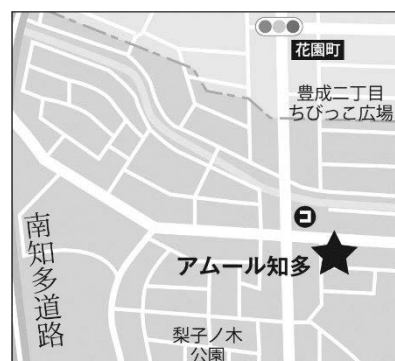 花園町
豊成二丁目
ちびっこ広場
コ
アムール知多
南知多道路
梨子ノ木
公園